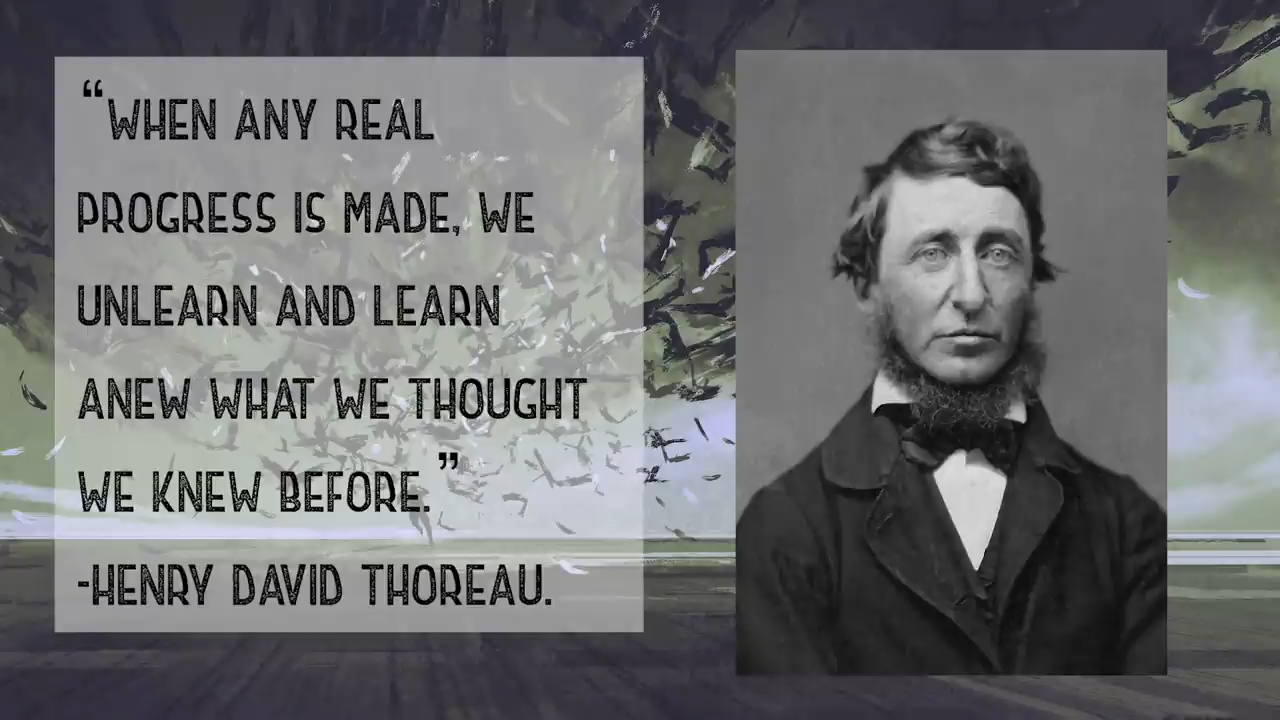 “WHEN ANY REAL
PROGRESS IS MADE, WE
UNLEARN AND LEARN
ANEW WHAT WE THOUGHT
WE KNEW BEFORE.”
-HENRY DAVID THOREAU.